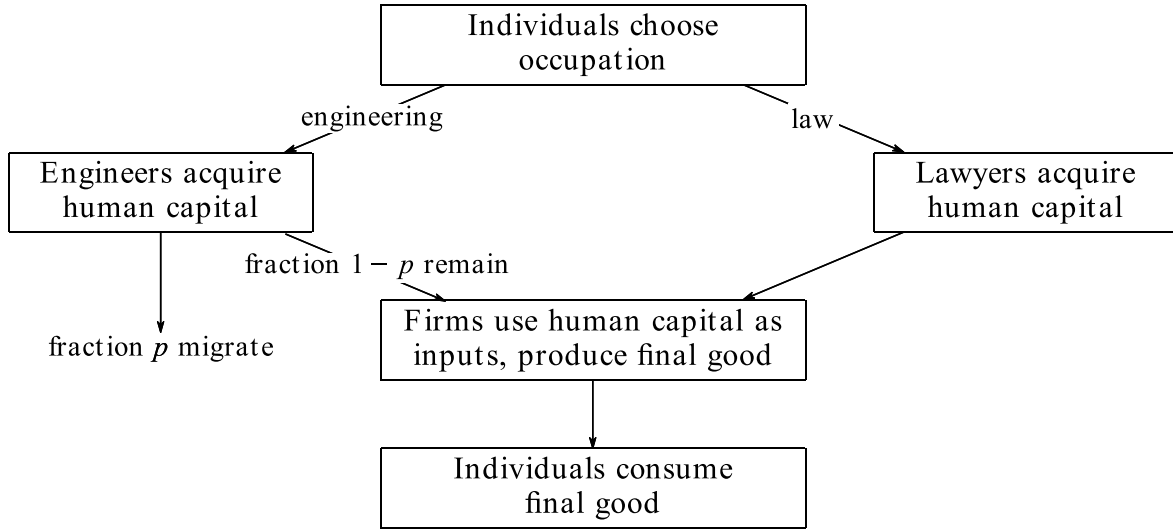 Individuals choose
occupation
engineering
law
Engineers acquire
human capital
Lawyers acquire
human capital
fraction 1 − p remain
Firms use human capital as
inputs, produce final good
fraction p migrate
Individuals consume
final good